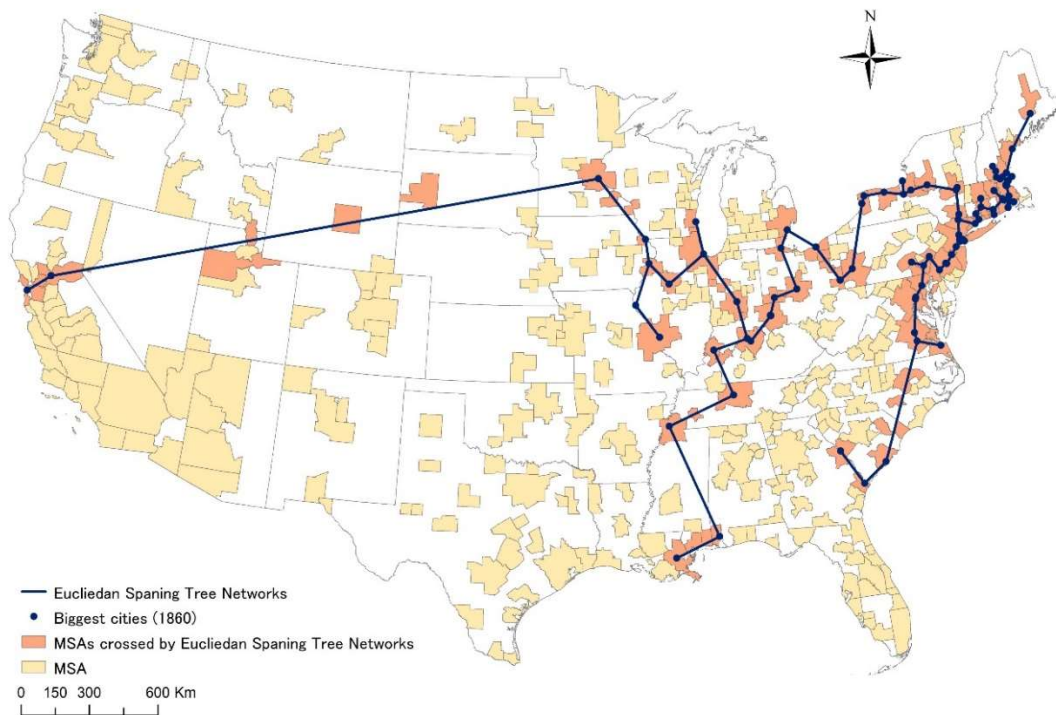 N
Eucliedan Spaning Tree Networks
Biggest cities (1860)
MSAs crossed by Eucliedan Spaning Tree Networks
MSA
0 150 300 600 Km